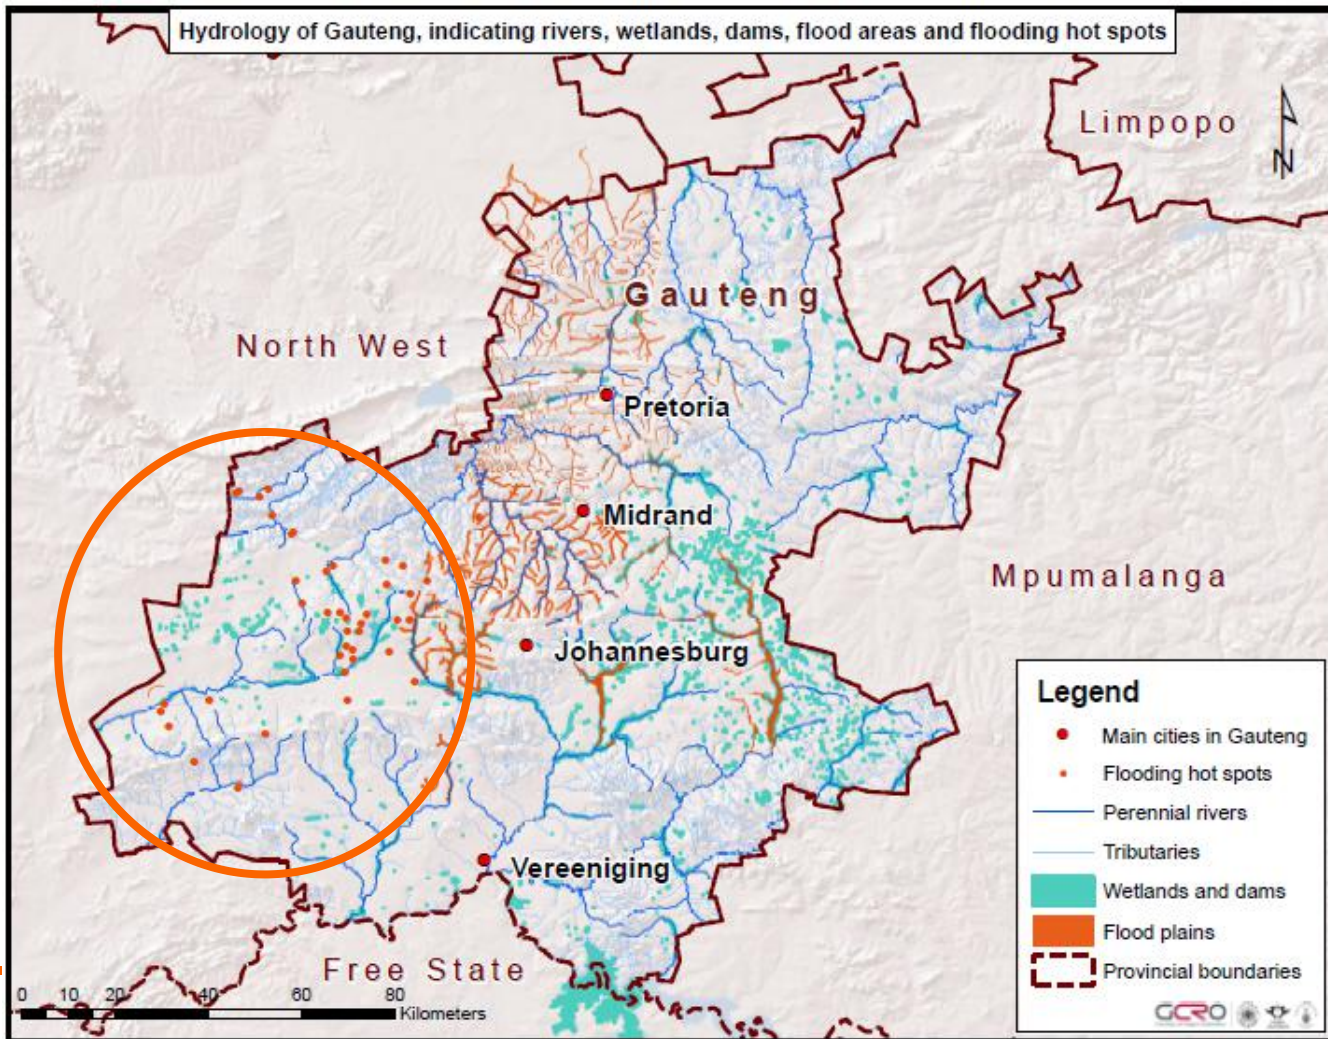 Hydrology of Gauteng, indicating rivers, wetlands, dams, flood areas and flooding hot spots
Limpopo
N
Gauteng
North West
Pretoria
Midrand
Mpumalanga
Johannesburg
Vereeniging
Free State
0 10 20 40 60 80
Kilometers
Legend
Main cities in Gauteng
Flooding hot spots
Perennial rivers
Tributaries
Wetlands and dams
Flood plains
Provincial boundaries
GCRO